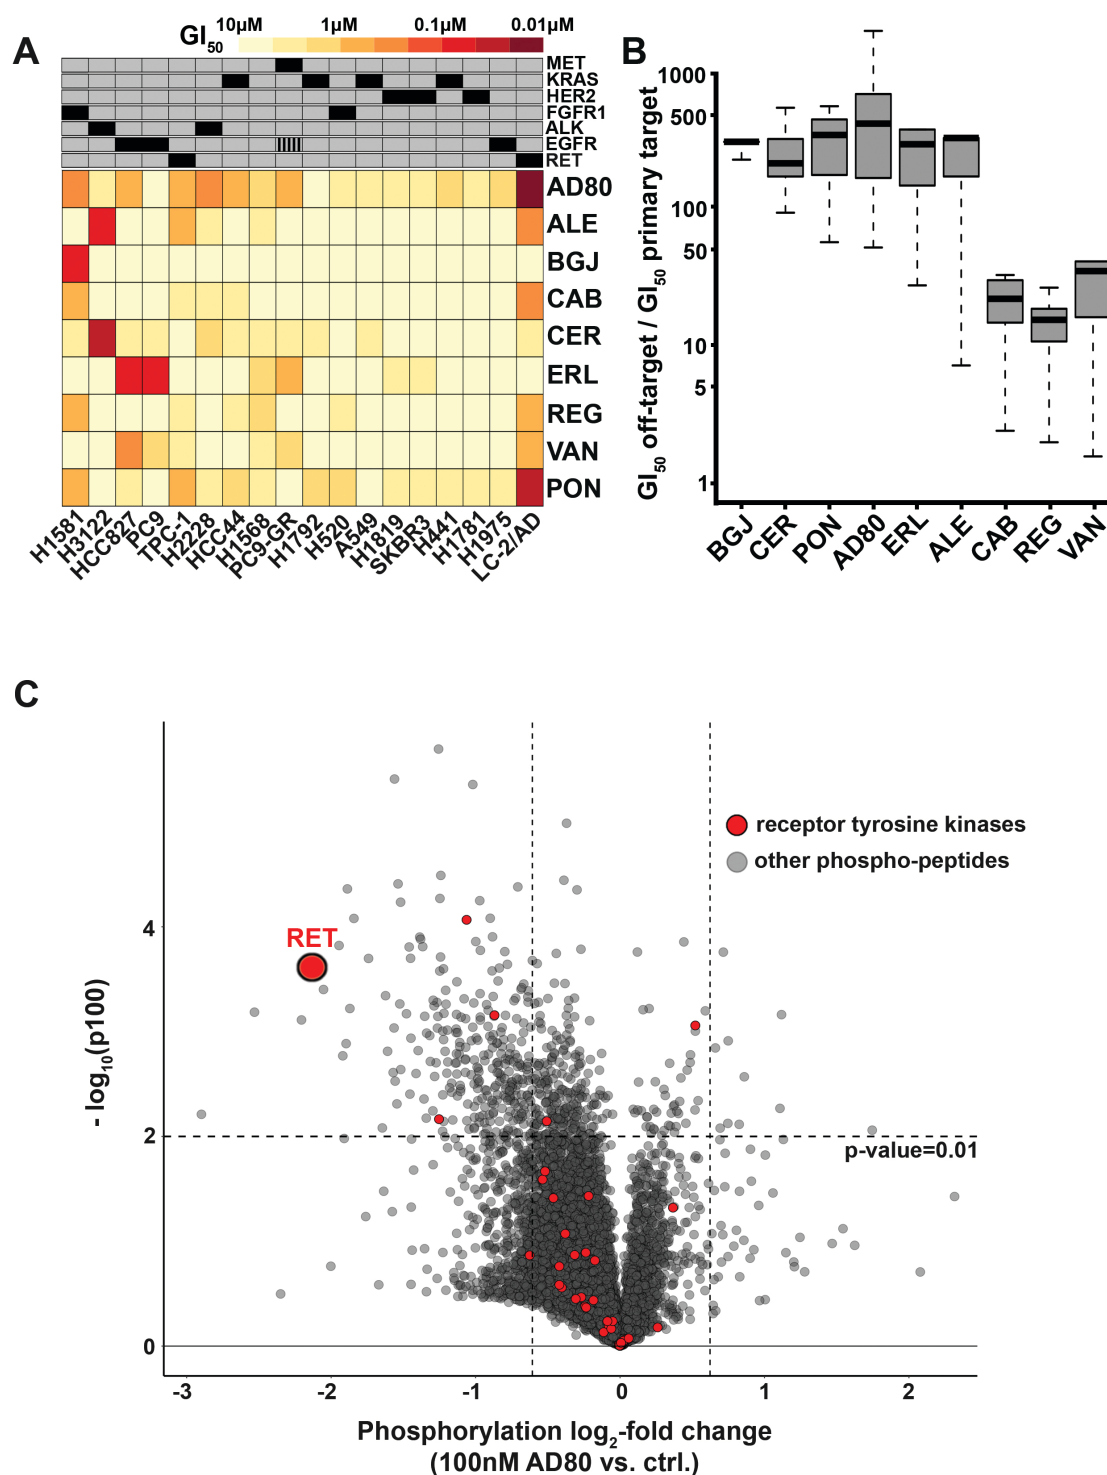 A
GI50
10µM 1µM 0.1µM 0.01µM
MET
KRAS
HER2
FGFR1
ALK
EGFR
RET
AD80
ALE
BGJ
CAB
CER
ERL
REG
VAN
PON
H1581
H3122
HCC827
PC9
TPC-1
H2228
HCC44
H1568
PC9-GR
H1792
H520
A549
H1819
SKBR3
H441
H1781
H1975
LC-2/AD
B
GI50 off-target / GI50 primary target
1000
500
100
50
10
5
1
BGJ
CER
PON
AD80
ERL
ALE
CAB
REG
VAN
C
- log10(p100)
4
2
0
RET
receptor tyrosine kinases
other phospho-peptides
p-value=0.01
-3 -2 -1 0 1 2
Phosphorylation log2-fold change
(100nM AD80 vs. ctrl.)